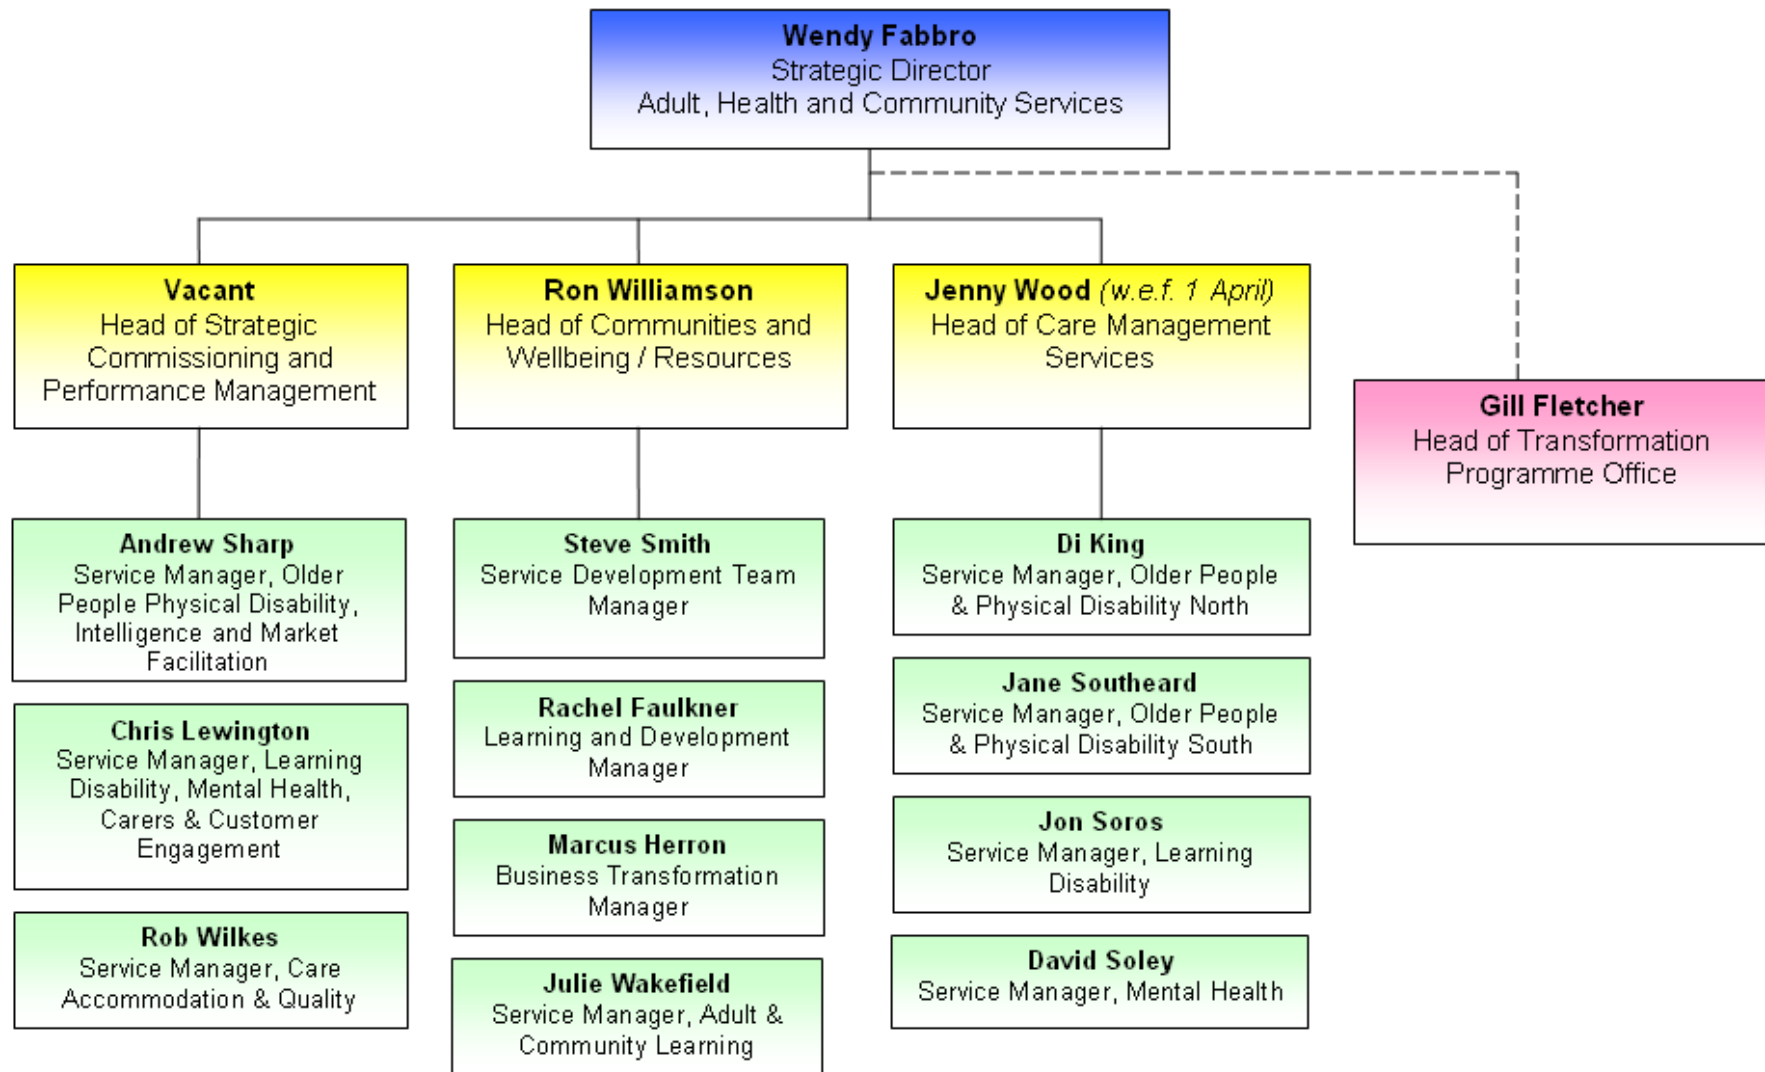 Wendy Fabbro
Strategic Director
Adult, Health and Community Services
Vacant
Head of Strategic
Commissioning and
Performance Management
Ron Williamson
Head of Communities and
Wellbeing / Resources
Jenny Wood (w.e.f. 1 April)
Head of Care Management
Services
Gill Fletcher
Head of Transformation
Programme Office
Andrew Sharp
Service Manager, Older
People Physical Disability,
Intelligence and Market
Facilitation
Chris Lewington
Service Manager, Learning
Disability, Mental Health,
Carers & Customer
Engagement
Rob Wilkes
Service Manager, Care
Accommodation & Quality
Steve Smith
Service Development Team
Manager
Rachel Faulkner
Learning and Development
Manager
Marcus Herron
Business Transformation
Manager
Julie Wakefield
Service Manager, Adult &
Community Learning
Di King
Service Manager, Older People
& Physical Disability North
Jane Southeard
Service Manager, Older People
& Physical Disability South
Jon Soros
Service Manager, Learning
Disability
David Soley
Service Manager, Mental Health